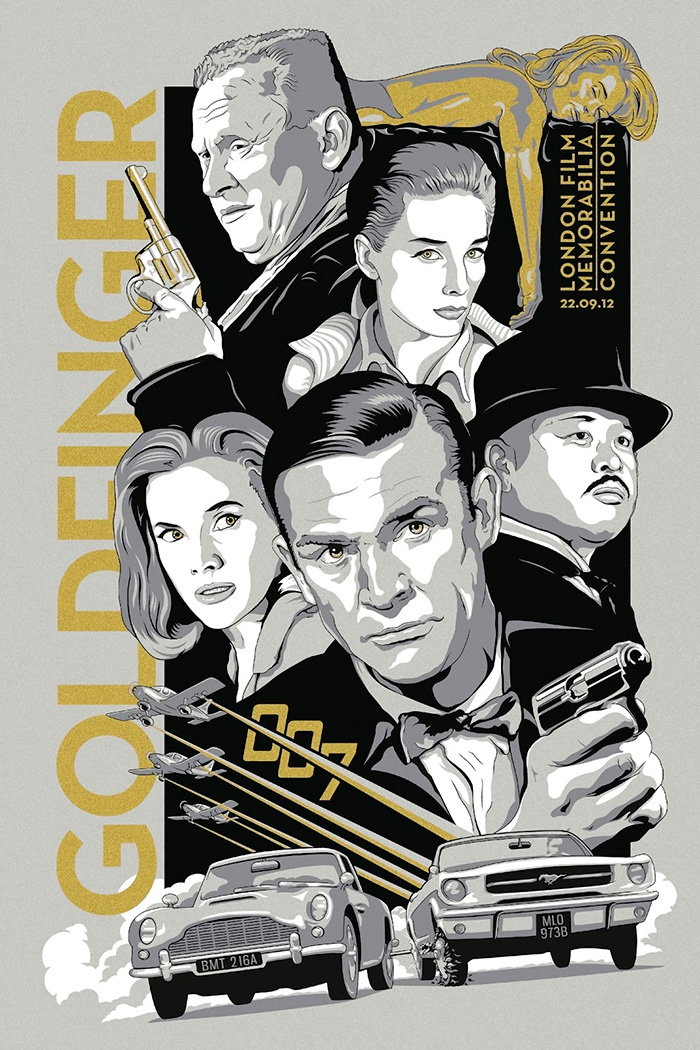 GOLDFINGER
LONDON FILM
MEMORABILIA
CONVENTION
22.09.12
007
BMT 216A
MLO
973B